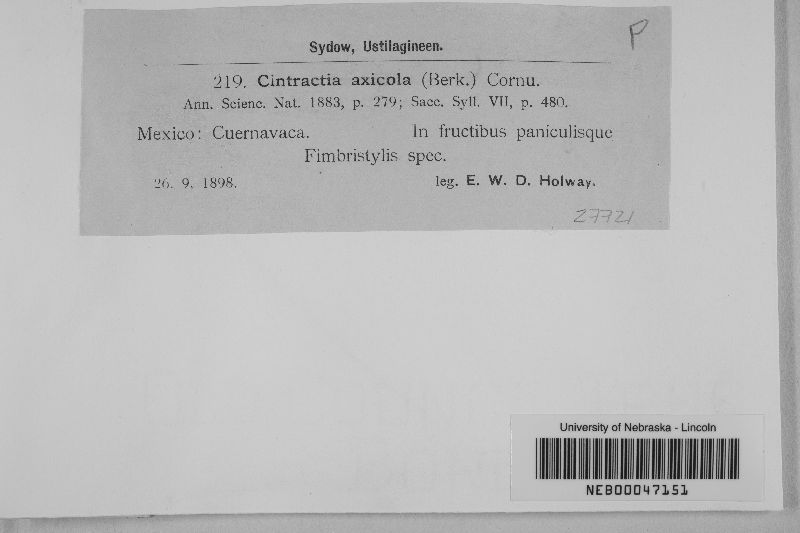 P
Sydow, Ustilagineen.
219. Cintractia axicola (Berk.) Cornu.
Ann. Scienc. Nat. 1883, p. 279; Sacc. Syll. VII, p. 480.
Mexico: Cuernavaca. In fructibus paniculisque
Fimbristylis spec.
26. 9. 1898. leg. E. W. D. Holway.
27721
University of Nebraska - Lincoln
NEB00047151